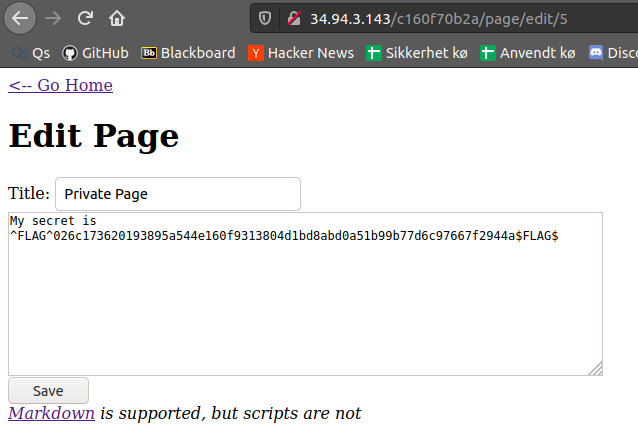 34.94.3.143/c160f70b2a/page/edit/5
Qs Qs GitHub Bb Blackboard Y Hacker News Sikkerhet kø Anvendt kø Disco
<-- Go Home
Edit Page
Title: Private Page
My secret is
^FLAG^026c173620193895a544e160f9313804d1bd8abd0a51b99b77d6c97667f2944a$FLAG$
Save
Markdown is supported, but scripts are not